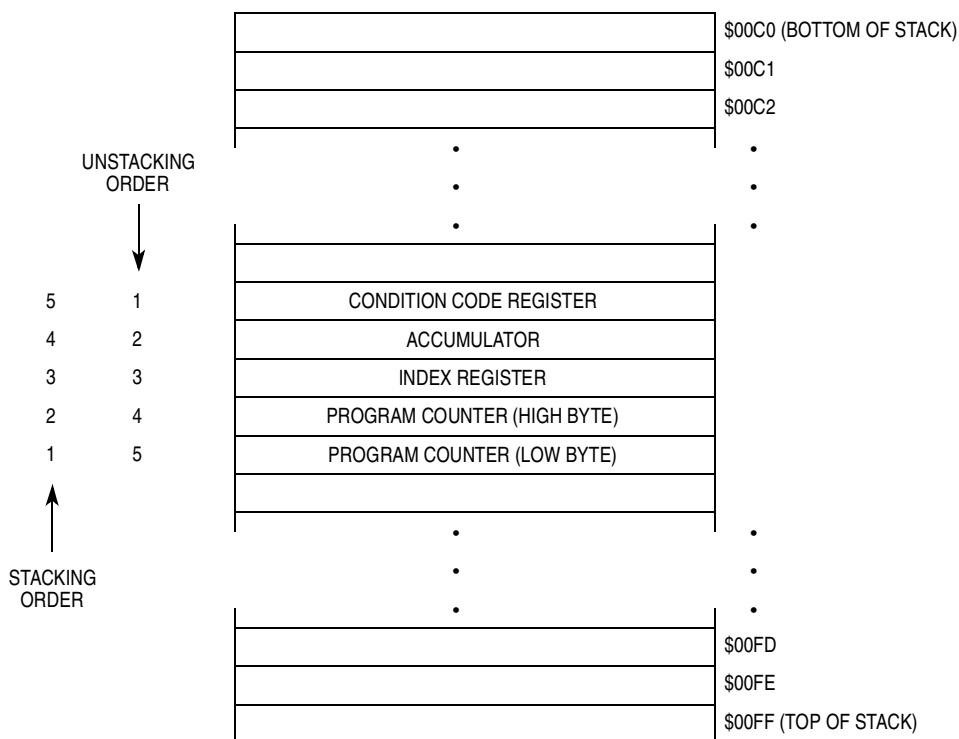 $00C0 (BOTTOM OF STACK)
$00C1
$00C2
UNSTACKING
ORDER
5 1 CONDITION CODE REGISTER
4 2 ACCUMULATOR
3 3 INDEX REGISTER
2 4 PROGRAM COUNTER (HIGH BYTE)
1 5 PROGRAM COUNTER (LOW BYTE)
STACKING
ORDER
$00FD
$00FE
$00FF (TOP OF STACK)